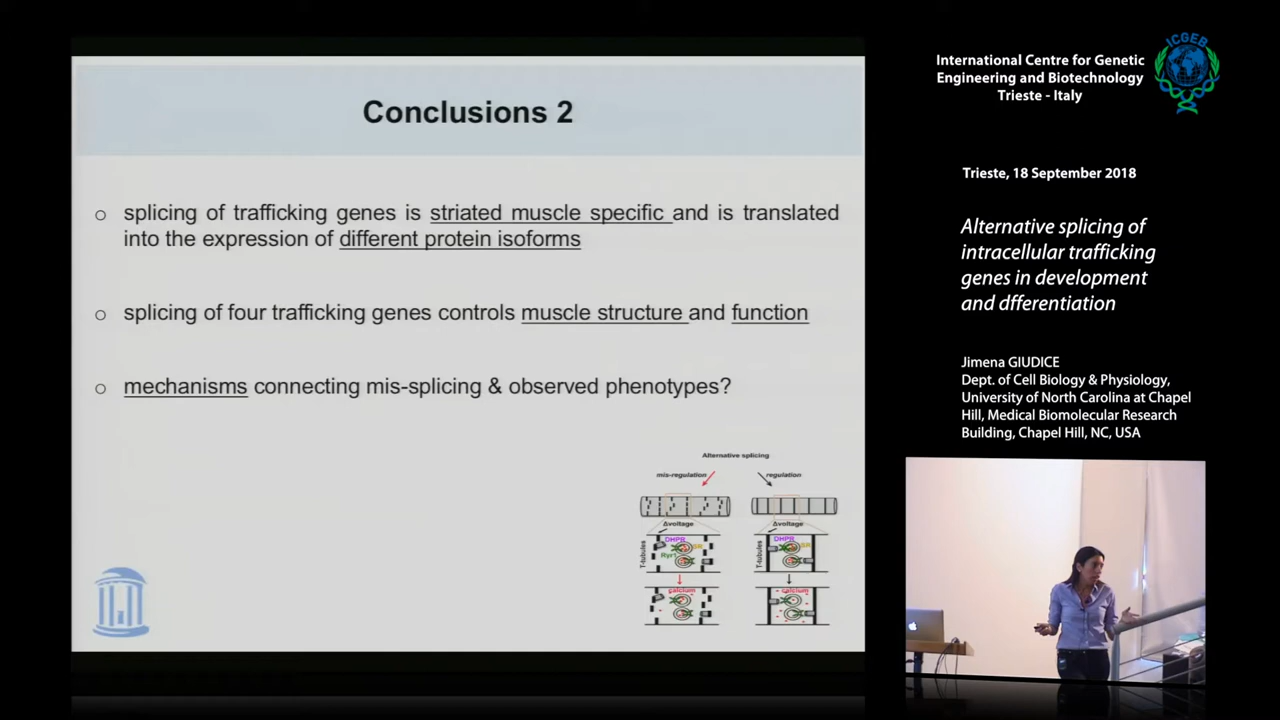 Conclusions 2
splicing of trafficking genes is striated muscle specific and is translated
into the expression of different protein isoforms
splicing of four trafficking genes controls muscle structure and function
mechanisms connecting mis-splicing & observed phenotypes?
Alternative splicing
mis-regulation
regulation
Δvoltage
Δvoltage
T-tubules
DHPR
SR
Ryr1
T-tubules
DHPR
SR
calcium
calcium
International Centre for Genetic
Engineering and Biotechnology
Trieste - Italy
ICGEB
Trieste, 18 September 2018
Alternative splicing of
intracellular trafficking
genes in development
and dfferentiation
Jimena GIUDICE
Dept. of Cell Biology & Physiology,
University of North Carolina at Chapel
Hill, Medical Biomolecular Research
Building, Chapel Hill, NC, USA